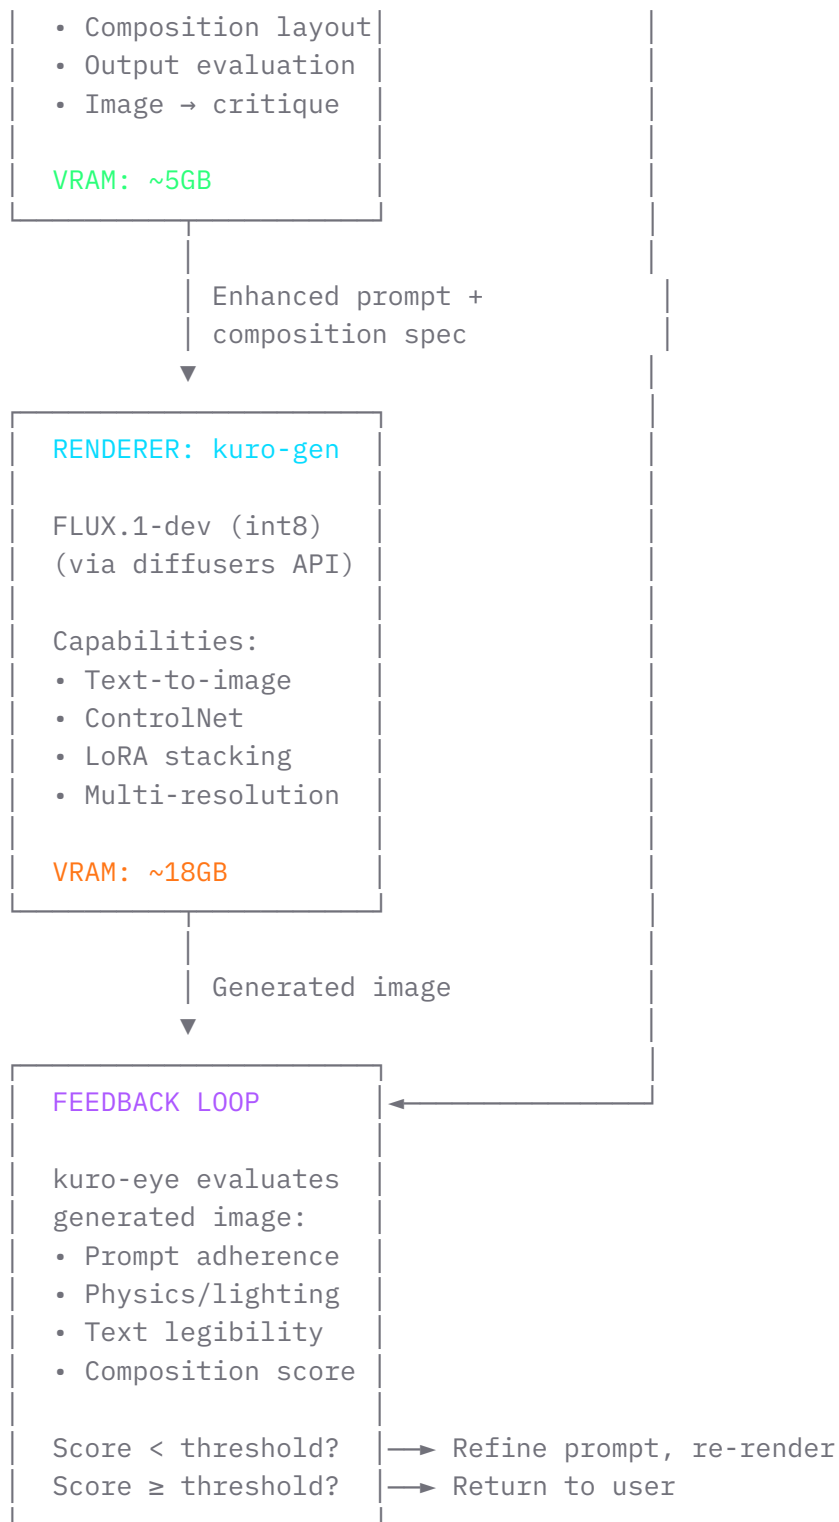 • Composition layout
• Output evaluation
• Image → critique
VRAM: ~5GB
Enhanced prompt +
composition spec
RENDERER: kuro-gen
FLUX.1-dev (int8)
(via diffusers API)
Capabilities:
• Text-to-image
• ControlNet
• LoRA stacking
• Multi-resolution
VRAM: ~18GB
Generated image
FEEDBACK LOOP
kuro-eye evaluates
generated image:
• Prompt adherence
• Physics/lighting
• Text legibility
• Composition score
Score < threshold? → Refine prompt, re-render
Score ≥ threshold? → Return to user